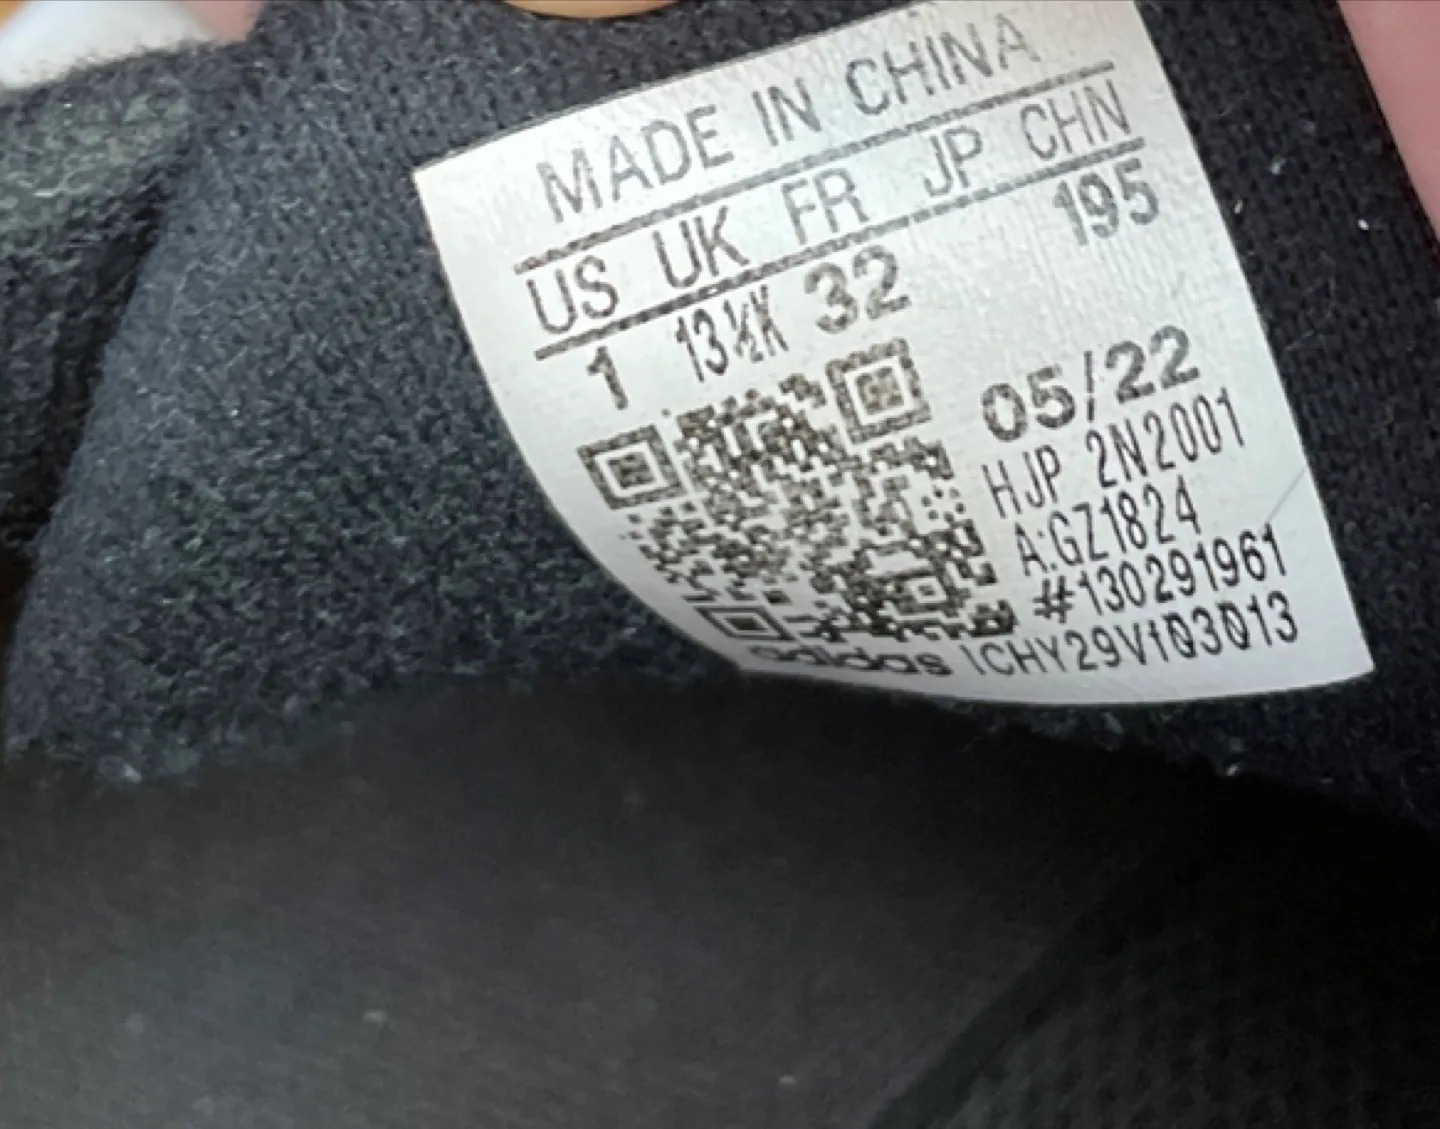 MADE IN CHINA
US UK FR JP CHN
1 13½K 32 195
05/22
HJP 2N2001
A:GZ1824
#130291961
adidas 1CHY29V103013